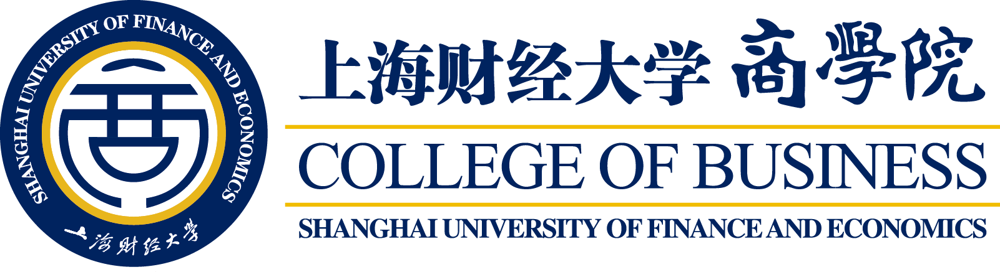 SHANGHAI UNIVERSITY OF FINANCE AND ECONOMICS
上海财经大学
上海财经大学 商學院
COLLEGE OF BUSINESS
SHANGHAI UNIVERSITY OF FINANCE AND ECONOMICS